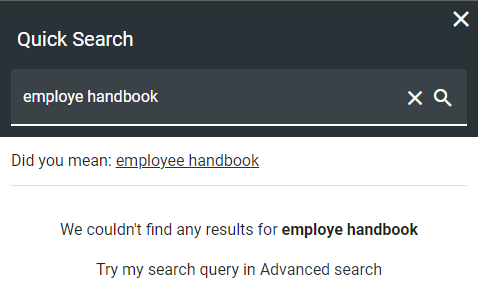 Quick Search
employe handbook
Did you mean: employee handbook
We couldn't find any results for employe handbook
Try my search query in Advanced search